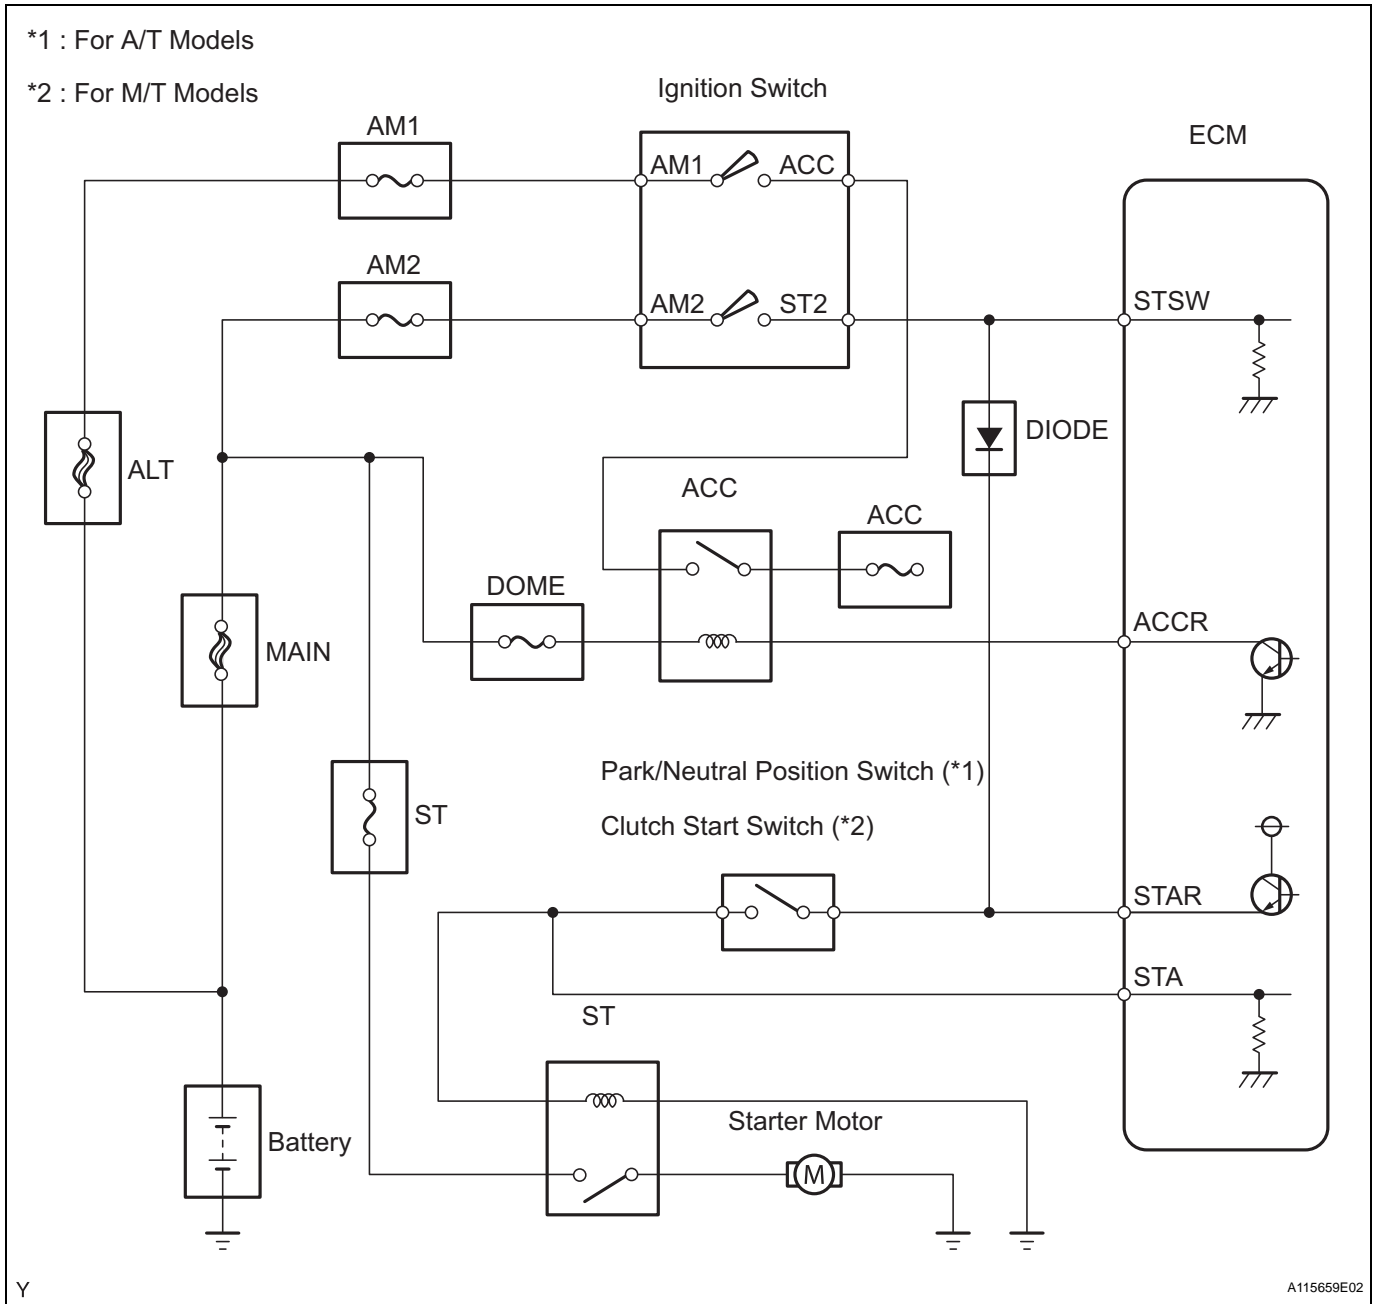 *1 : For A/T Models
*2 : For M/T Models
Ignition Switch
AM1
ECM
AM1
ACC
AM2
AM2
ST2
STSW
DIODE
ALT
ACC
ACC
DOME
ACCR
MAIN
Park/Neutral Position Switch (*1)
ST
Clutch Start Switch (*2)
STAR
STA
ST
Starter Motor
Battery
M
Y
A115659E02